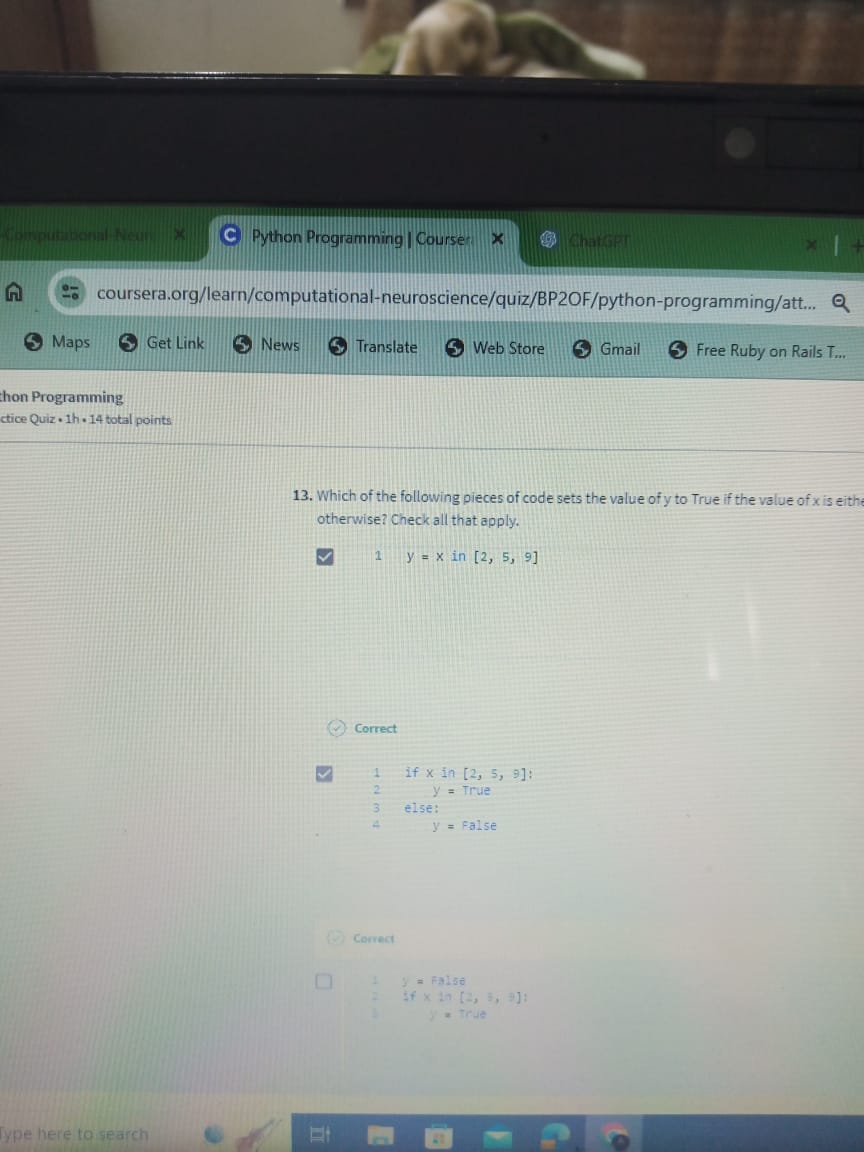 Computational Neur
Python Programming | Courser
ChatGPT
coursera.org/learn/computational-neuroscience/quiz/BP2OF/python-programming/att...
Maps Get Link News Translate Web Store Gmail Free Ruby on Rails T...
thon Programming
ctice Quiz • 1h • 14 total points
13. Which of the following pieces of code sets the value of y to True if the value of x is eithe
otherwise? Check all that apply.
1 y = x in [2, 5, 9]
Correct
1 if x in [2, 5, 9]:
2 y = True
3 else:
4 y = False
Correct
1 y = False
2 if x in [2, 5, 9]:
3 y = True
Type here to search